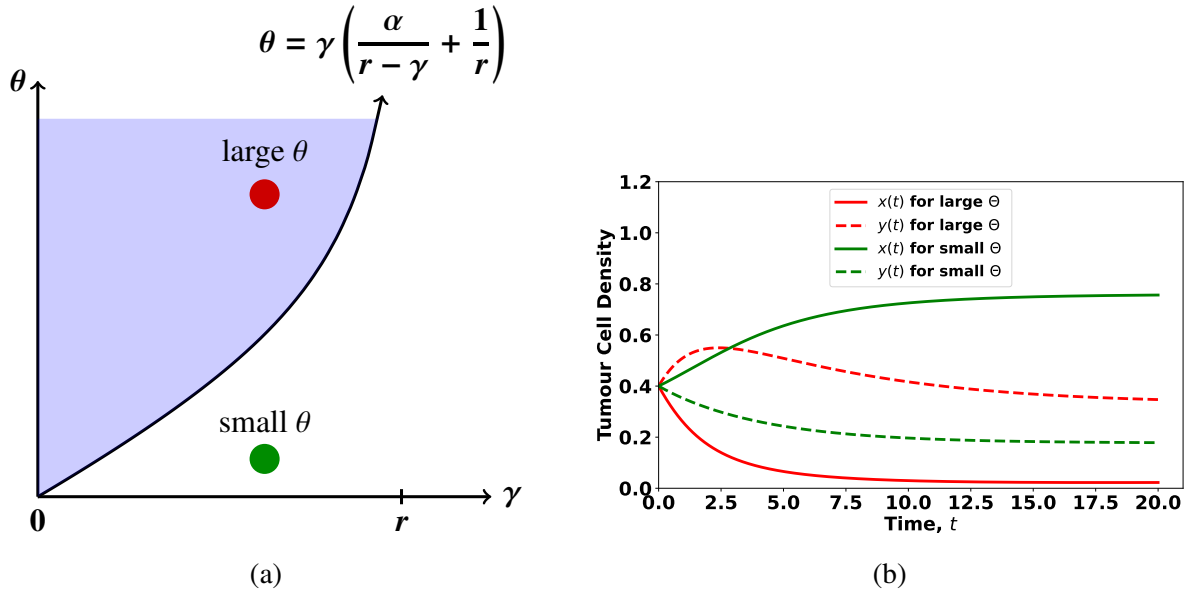 θ = γ ( α / (r − γ) + 1 / r )
θ
large θ
small θ
γ
0
r
(a)
1.2
1.0
0.8
0.6
0.4
0.2
0.0
Tumour Cell Density
x(t) for large Θ
y(t) for large Θ
x(t) for small Θ
y(t) for small Θ
0.0 2.5 5.0 7.5 10.0 12.5 15.0 17.5 20.0
Time, t
(b)